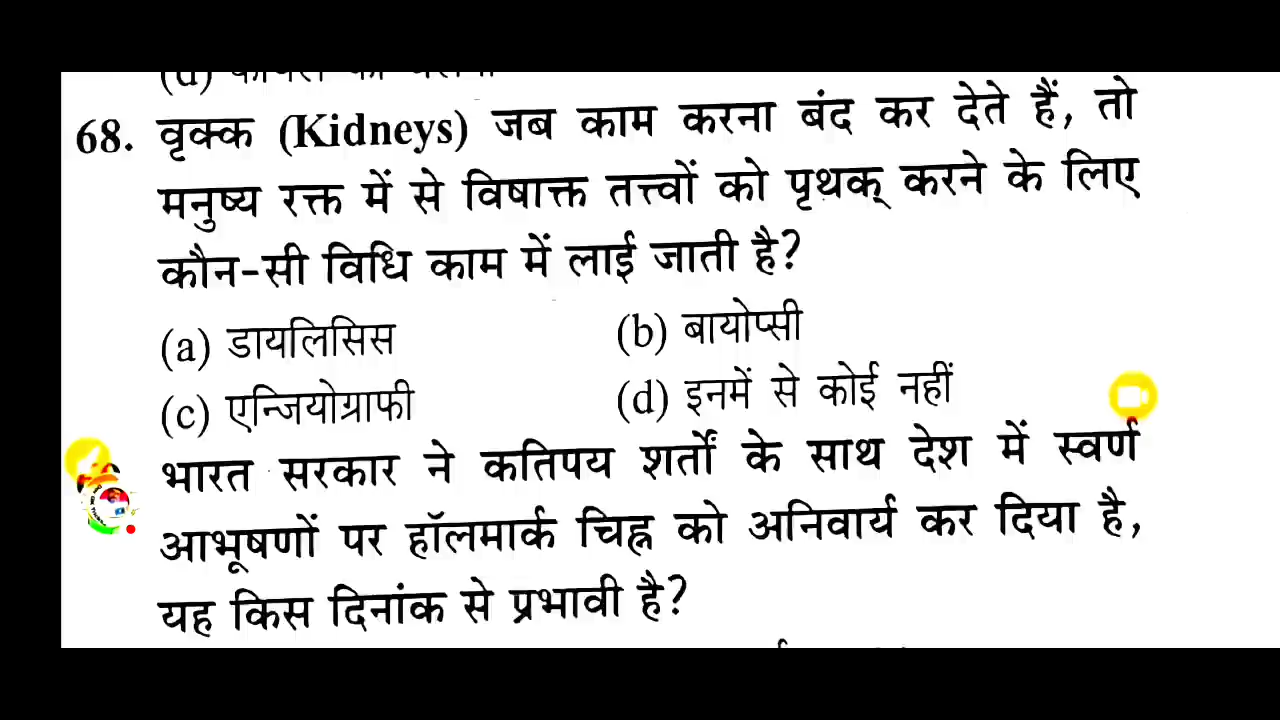 68. वृक्क (Kidneys) जब काम करना बंद कर देते हैं, तो
मनुष्य रक्त में से विषाक्त तत्त्वों को पृथक् करने के लिए
कौन-सी विधि काम में लाई जाती है?
(a) डायलिसिस (b) बायोप्सी
(c) एन्जियोग्राफी (d) इनमें से कोई नहीं
भारत सरकार ने कतिपय शर्तों के साथ देश में स्वर्ण
आभूषणों पर हॉलमार्क चिह्न को अनिवार्य कर दिया है,
यह किस दिनांक से प्रभावी है?